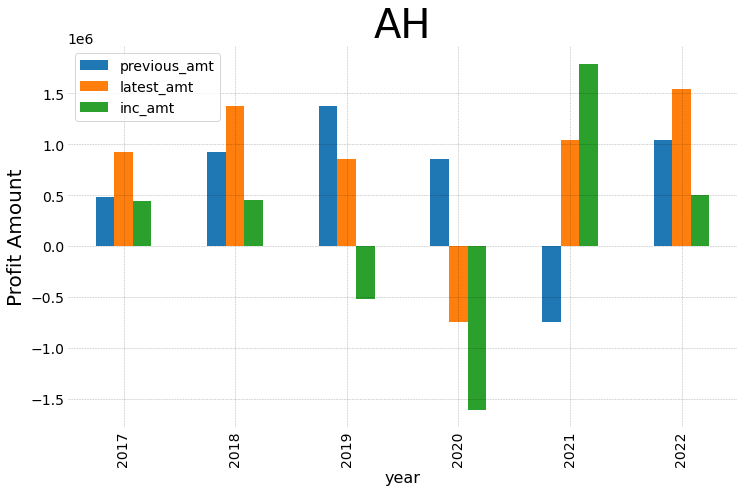 AH
1e6
previous_amt
latest_amt
inc_amt
1.5
1.0
0.5
0.0
−0.5
−1.0
−1.5
Profit Amount
2017
2018
2019
2020
2021
2022
year